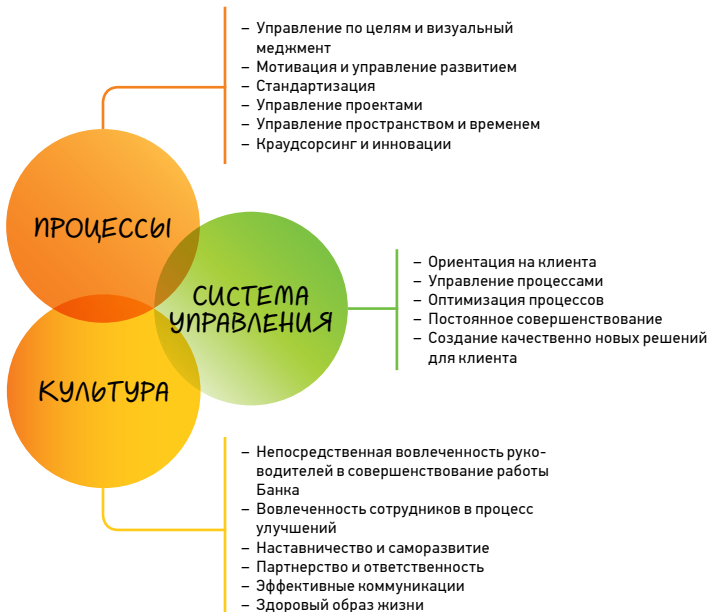 – Управление по целям и визуальный
меджмент
– Мотивация и управление развитием
– Стандартизация
– Управление проектами
– Управление пространством и временем
– Краудсорсинг и инновации
ПРОЦЕССЫ
СИСТЕМА
УПРАВЛЕНИЯ
– Ориентация на клиента
– Управление процессами
– Оптимизация процессов
– Постоянное совершенствование
– Создание качественно новых решений
для клиента
КУЛЬТУРА
– Непосредственная вовлеченность руко-
водителей в совершенствование работы
Банка
– Вовлеченность сотрудников в процесс
улучшений
– Наставничество и саморазвитие
– Партнерство и ответственность
– Эффективные коммуникации
– Здоровый образ жизни